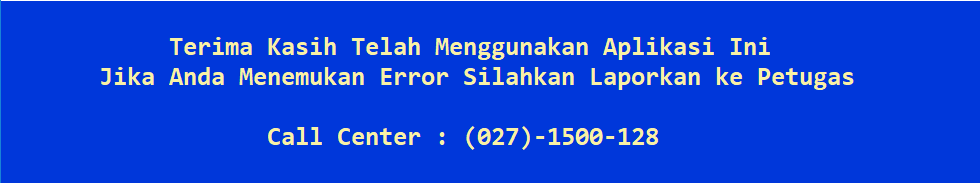 Terima Kasih Telah Menggunakan Aplikasi Ini
Jika Anda Menemukan Error Silahkan Laporkan ke Petugas
Call Center : (027)-1500-128